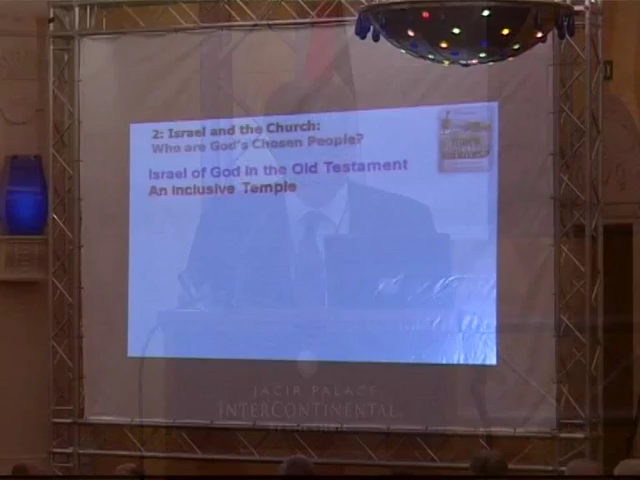 2: Israel and the Church:
Who are God's Chosen People?
Israel of God in the Old Testament
An Inclusive Temple
JACIR PALACE
INTERCONTINENTAL